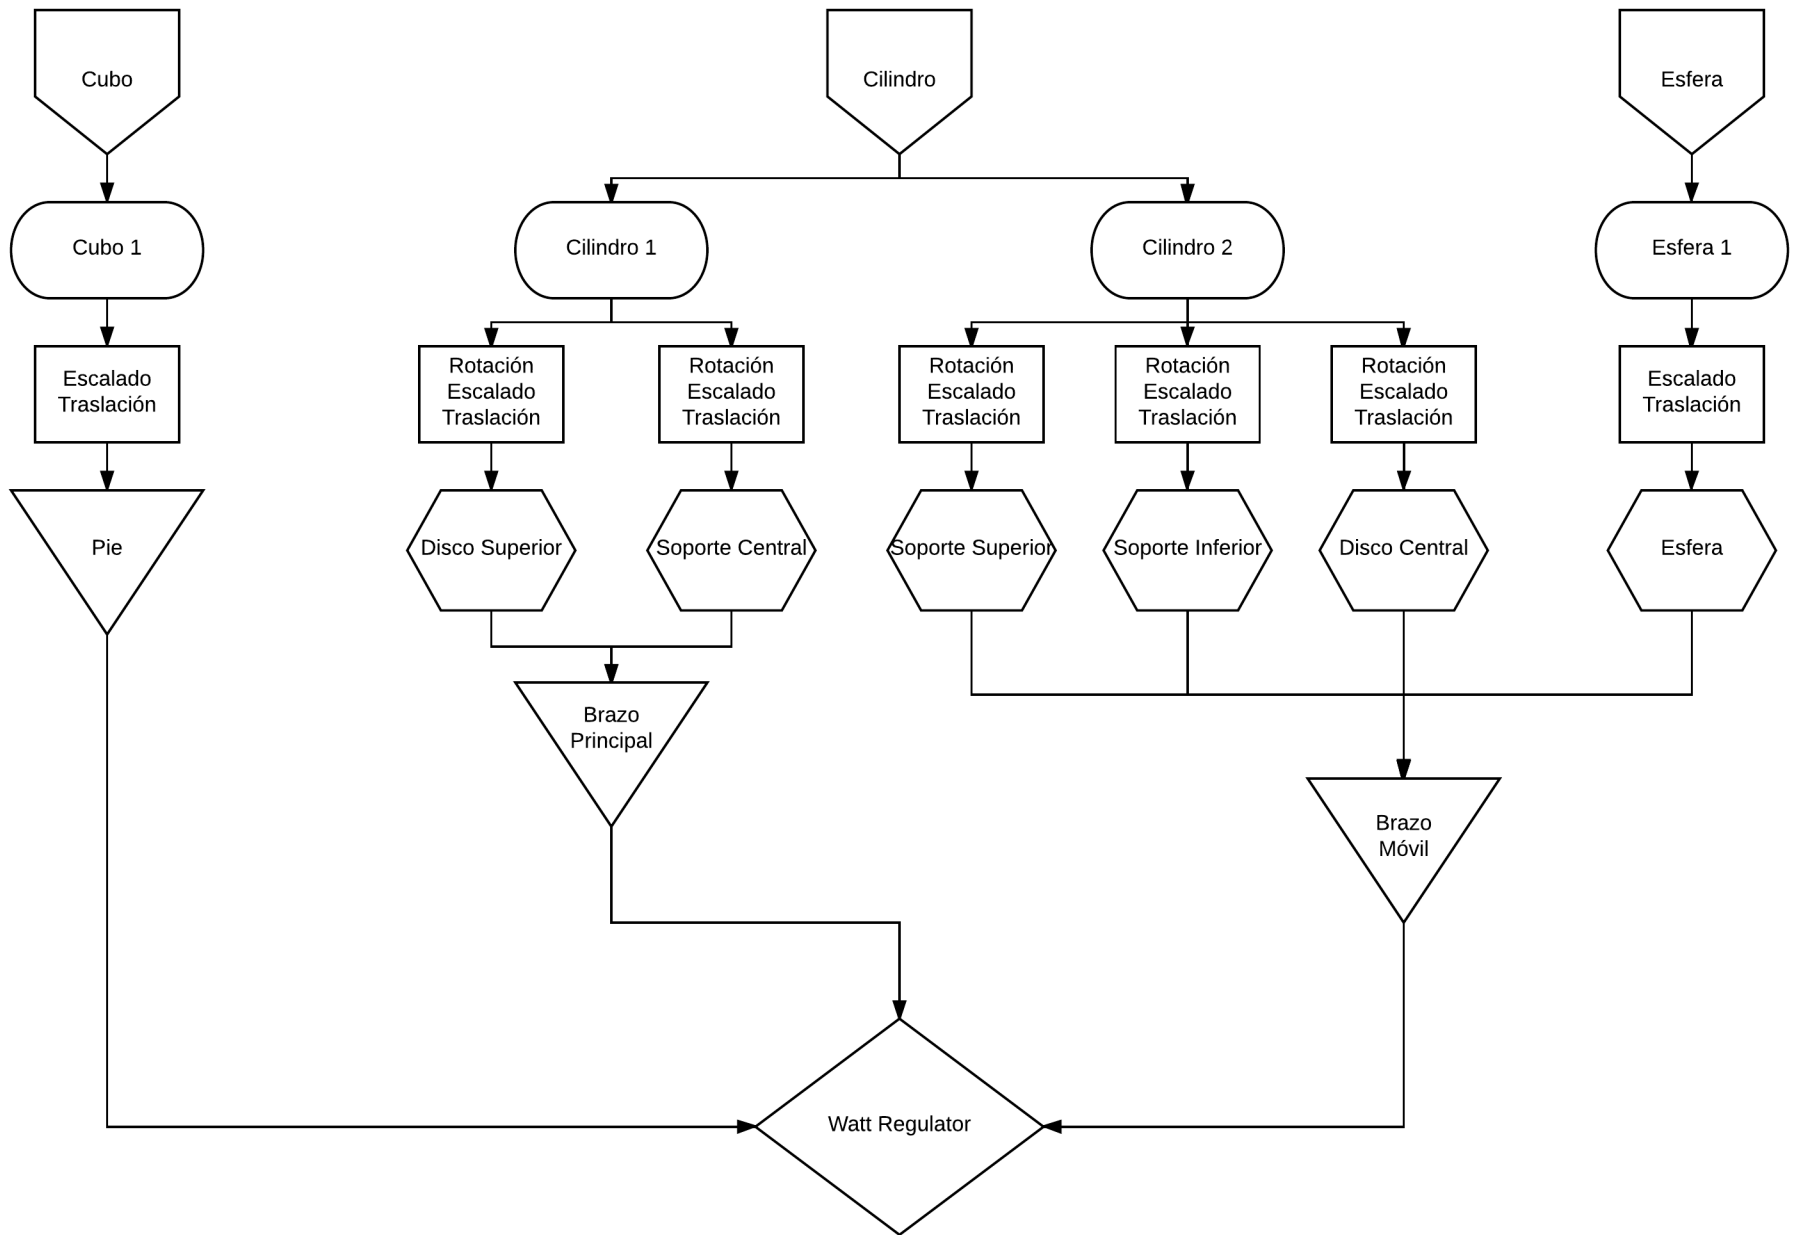 Cubo
Cilindro
Esfera
Cubo 1
Cilindro 1
Cilindro 2
Esfera 1
Escalado
Traslación
Rotación
Escalado
Traslación
Rotación
Escalado
Traslación
Rotación
Escalado
Traslación
Rotación
Escalado
Traslación
Rotación
Escalado
Traslación
Escalado
Traslación
Pie
Disco Superior
Soporte Central
Soporte Superior
Soporte Inferior
Disco Central
Esfera
Brazo
Principal
Brazo
Móvil
Watt Regulator